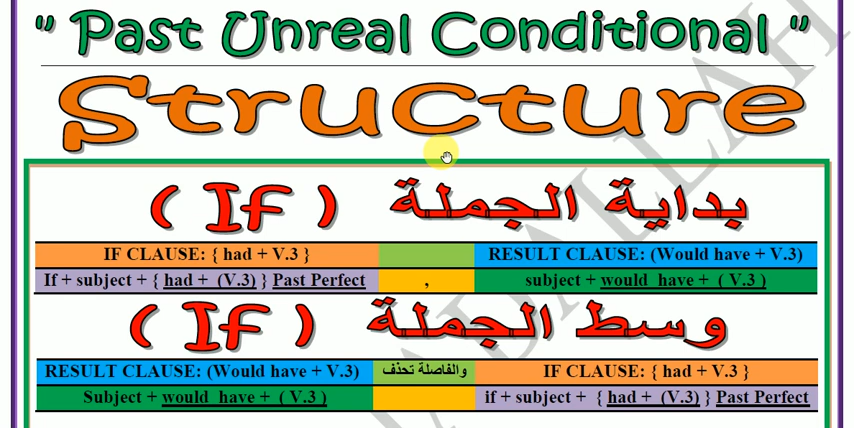 " Past Unreal Conditional "
Structure
بداية الجملة ( If )
IF CLAUSE: { had + V.3 } RESULT CLAUSE: (Would have + V.3)
If + subject + { had + (V.3) } Past Perfect , subject + would have + ( V.3 )
وسط الجملة ( If )
RESULT CLAUSE: (Would have + V.3) والفاصلة تحذف IF CLAUSE: { had + V.3 }
Subject + would have + ( V.3 ) if + subject + { had + (V.3) } Past Perfect